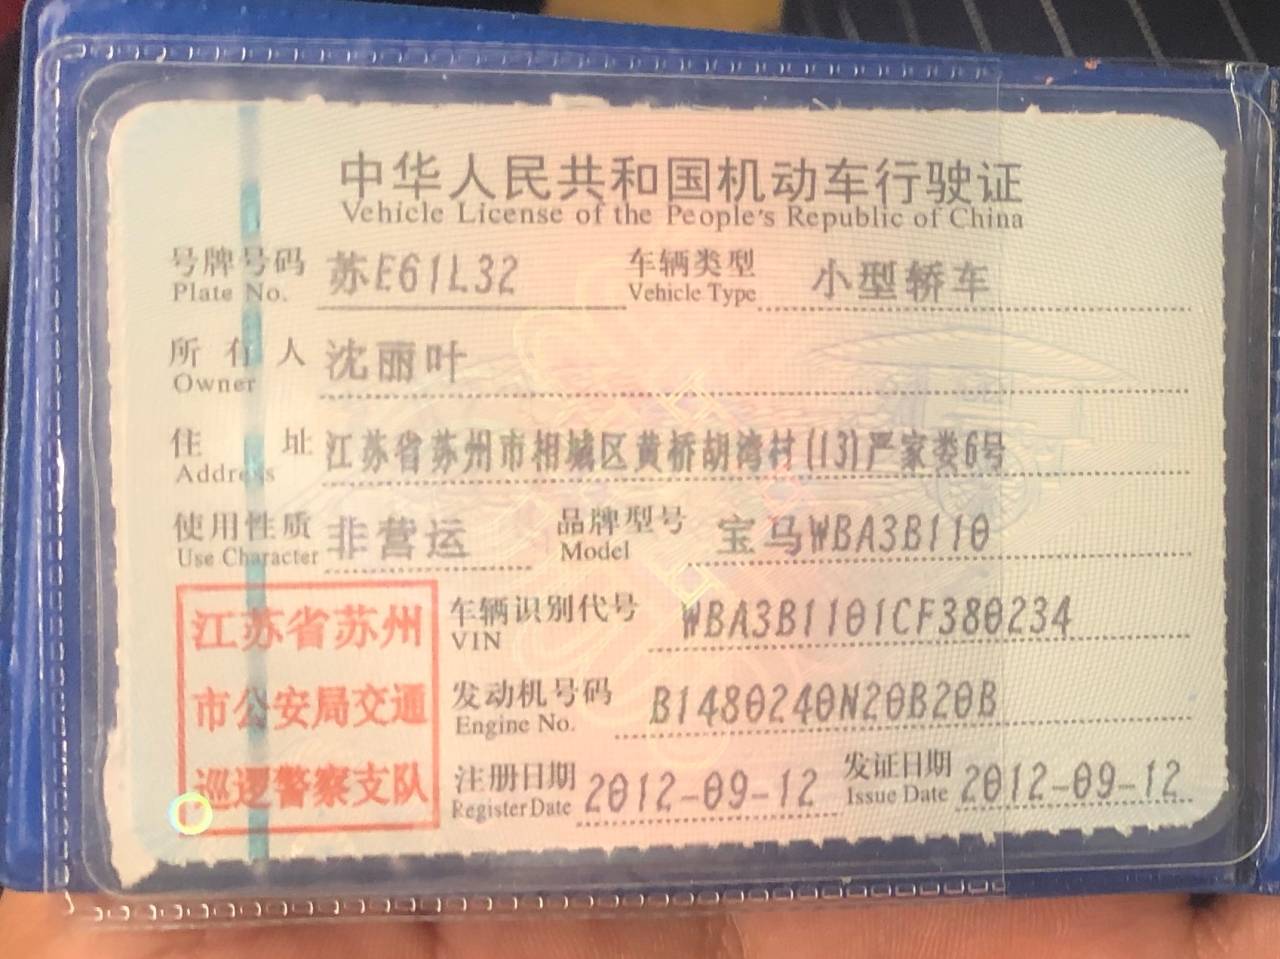 中华人民共和国机动车行驶证
Vehicle License of the People's Republic of China
号牌号码 苏E61L32 车辆类型 小型轿车
Plate No. Vehicle Type
所有人 沈丽叶
Owner
住址 江苏省苏州市相城区黄桥胡湾村(13)严家娄6号
Address
使用性质 非营运 品牌型号 宝马WBA3B110
Use Character Model
江苏省苏州
市公安局交通
巡逻警察支队
车辆识别代号 WBA3B1101CF380234
VIN
发动机号码 B1480240N20B20B
Engine No.
注册日期 2012-09-12 发证日期 2012-09-12
Register Date Issue Date